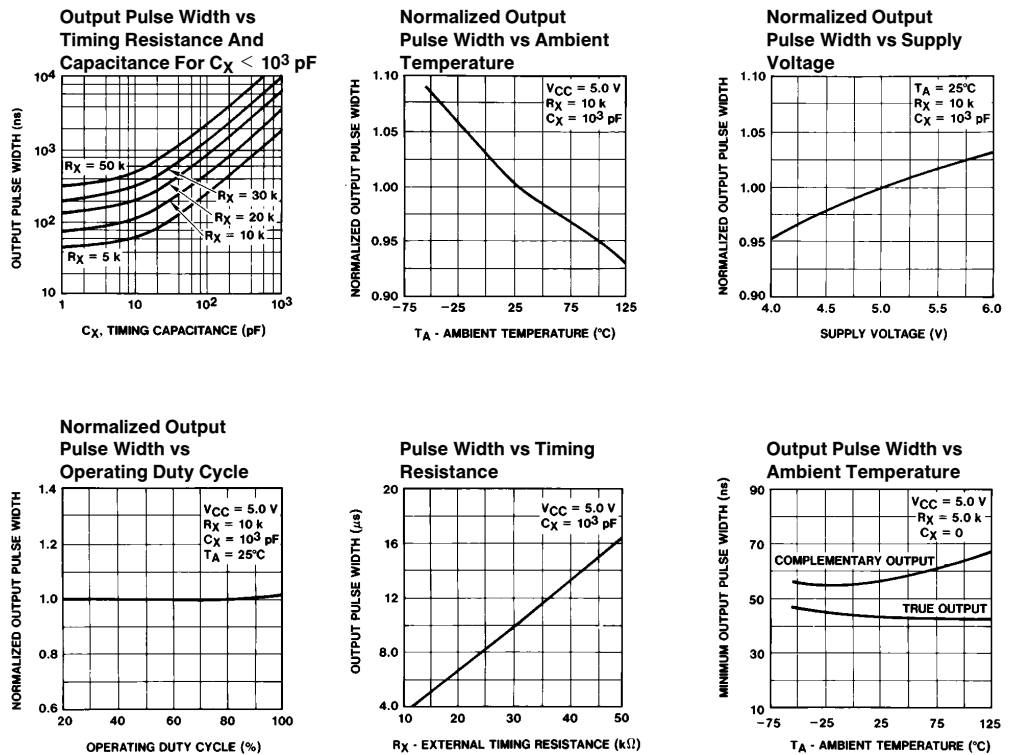 Output Pulse Width vs
Timing Resistance And
Capacitance For CX < 10³ pF
OUTPUT PULSE WIDTH (ns)
10⁴
10³
10²
10
RX = 50 k
RX = 30 k
RX = 20 k
RX = 10 k
RX = 5 k
1
10
10²
10³
CX, TIMING CAPACITANCE (pF)
Normalized Output
Pulse Width vs Ambient
Temperature
NORMALIZED OUTPUT PULSE WIDTH
1.10
1.05
1.00
0.95
0.90
VCC = 5.0 V
RX = 10 k
CX = 10³ pF
−75
−25
25
75
125
TA - AMBIENT TEMPERATURE (°C)
Normalized Output
Pulse Width vs Supply
Voltage
NORMALIZED OUTPUT PULSE WIDTH
1.10
1.05
1.00
0.95
0.90
TA = 25°C
RX = 10 k
CX = 10³ pF
4.0
4.5
5.0
5.5
6.0
SUPPLY VOLTAGE (V)
Normalized Output
Pulse Width vs
Operating Duty Cycle
NORMALIZED OUTPUT PULSE WIDTH
1.4
1.2
1.0
0.8
0.6
VCC = 5.0 V
RX = 10 k
CX = 10³ pF
TA = 25°C
20
40
60
80
100
OPERATING DUTY CYCLE (%)
Pulse Width vs Timing
Resistance
OUTPUT PULSE WIDTH (µs)
20
16
12
8.0
4.0
VCC = 5.0 V
CX = 10³ pF
10
20
30
40
50
RX - EXTERNAL TIMING RESISTANCE (kΩ)
Output Pulse Width vs
Ambient Temperature
MINIMUM OUTPUT PULSE WIDTH (ns)
90
70
50
30
10
VCC = 5.0 V
RX = 5.0 k
CX = 0
COMPLEMENTARY OUTPUT
TRUE OUTPUT
−75
−25
25
75
125
TA - AMBIENT TEMPERATURE (°C)